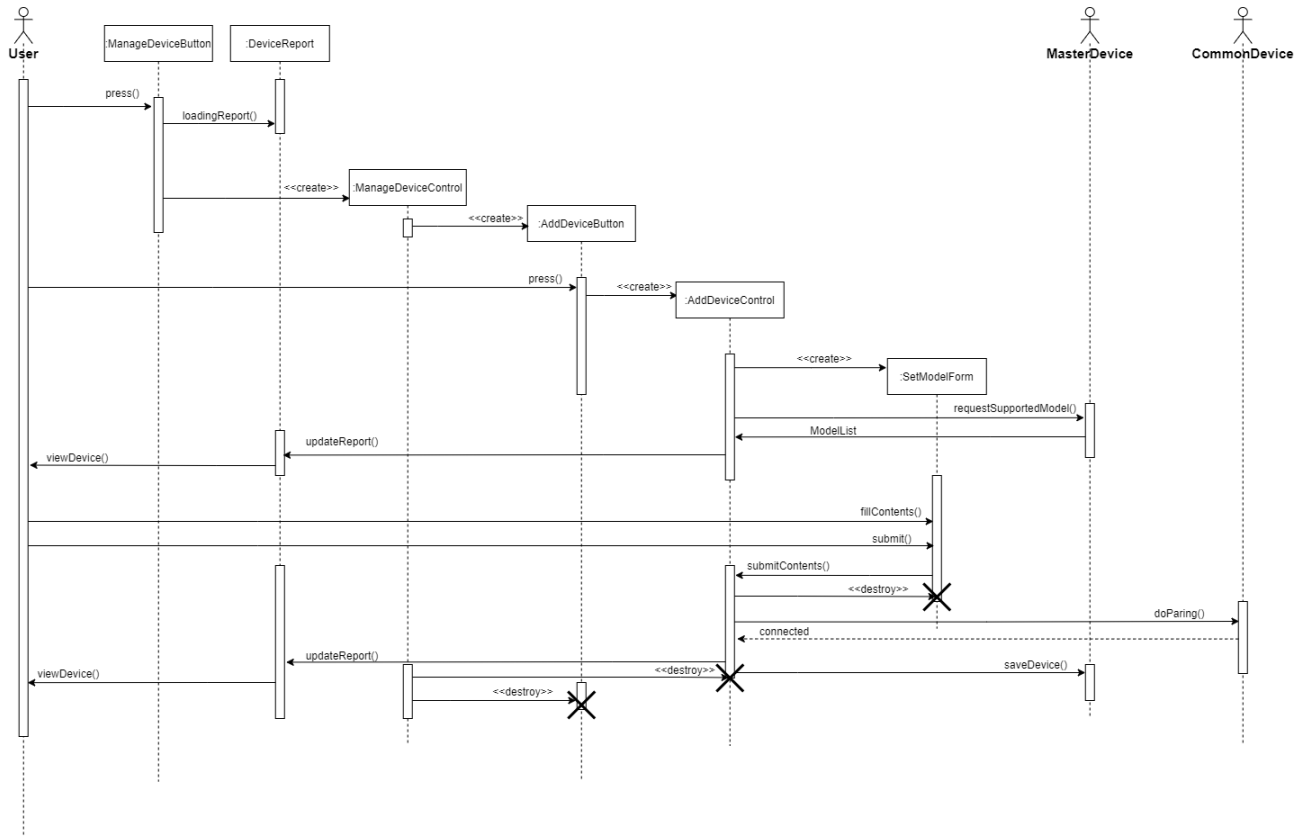 User
:ManageDeviceButton
:DeviceReport
MasterDevice
CommonDevice
press()
loadingReport()
<<create>>
:ManageDeviceControl
<<create>>
:AddDeviceButton
press()
<<create>>
:AddDeviceControl
<<create>>
:SetModelForm
requestSupportedModel()
ModelList
updateReport()
viewDevice()
fillContents()
submit()
submitContents()
<<destroy>>
doParing()
connected
updateReport()
<<destroy>>
saveDevice()
viewDevice()
<<destroy>>